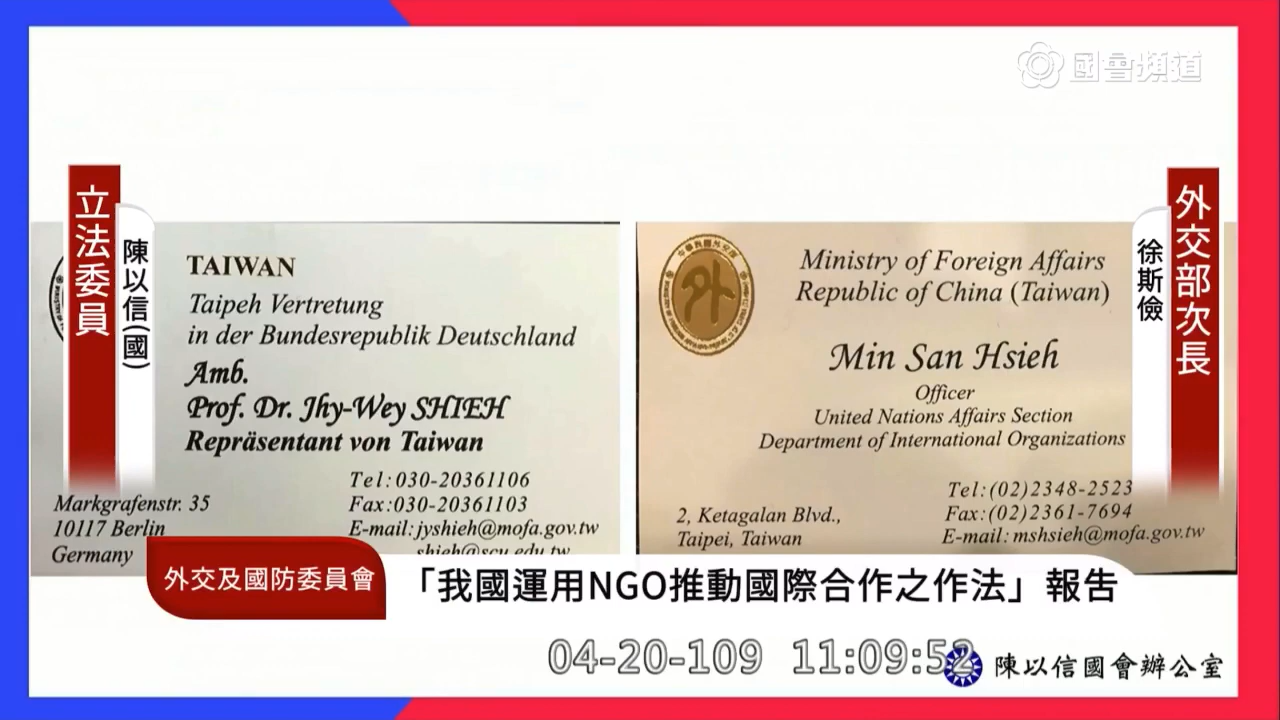 國會頻道
立法委員
陳以信(國)
TAIWAN
Taipeh Vertretung
in der Bundesrepublik Deutschland
Amb.
Prof. Dr. Jhy-Wey SHIEH
Repräsentant von Taiwan
Markgrafenstr. 35
10117 Berlin
Germany
Tel:030-20361106
Fax:030-20361103
E-mail:jyshieh@mofa.gov.tw
shieh@scu.edu.tw
外
Ministry of Foreign Affairs
Republic of China (Taiwan)
Min San Hsieh
Officer
United Nations Affairs Section
Department of International Organizations
2, Ketagalan Blvd.,
Taipei, Taiwan
Tel:(02)2348-2523
Fax:(02)2361-7694
E-mail:mshsieh@mofa.gov.tw
外交部次長
徐斯儉
外交及國防委員會
「我國運用NGO推動國際合作之作法」報告
04-20-109 11:09:52
陳以信國會辦公室